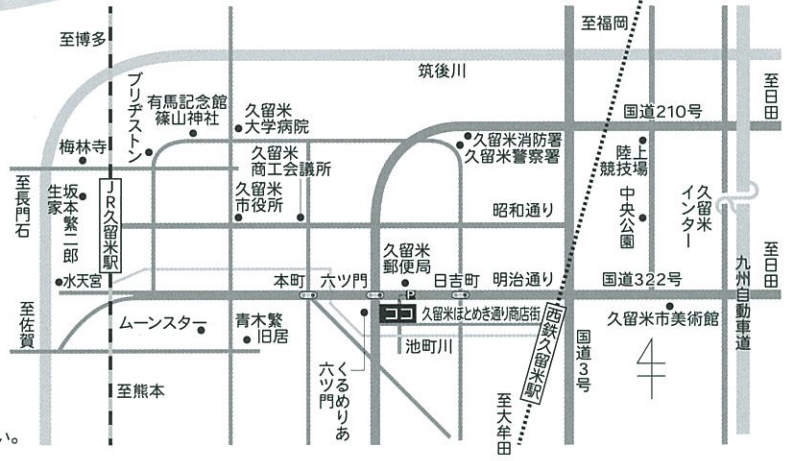 至博多
至福岡
筑後川
至日田
ブリヂストン
有馬記念館
篠山神社
久留米
大学病院
国道210号
久留米消防署
久留米警察署
梅林寺
久留米
商工会議所
陸上
競技場
至長門石
坂本繁二郎
生家
JR久留米駅
久留米
市役所
昭和通り
中央公園
久留米
インター
九州自動車道
至日田
水天宮
本町
六ツ門
久留米
郵便局
P
日吉町
明治通り
国道322号
至佐賀
ムーンスター
青木繁
旧居
ココ
久留米ほとめき通り商店街
西鉄久留米駅
久留米市美術館
池町川
国道3号
くるめりあ
六ツ門
至熊本
至大牟田
い。